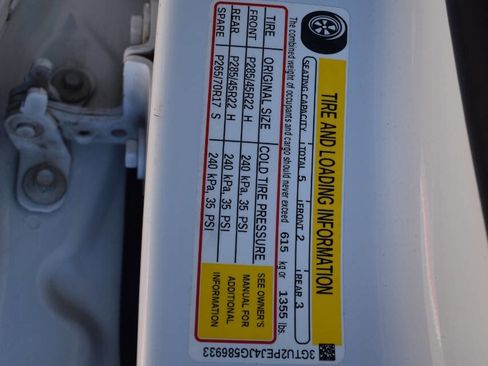 TIRE AND LOADING INFORMATION
SEATING CAPACITY TOTAL 5 FRONT 2 REAR 3
The combined weight of occupants and cargo should never exceed 615 kg or 1355 lbs.
TIRE ORIGINAL SIZE COLD TIRE PRESSURE
FRONT P285/45R22 H 240 kPa, 35 PSI
REAR P285/45R22 H 240 kPa, 35 PSI
SPARE P265/70R17 S 240 kPa, 35 PSI
SEE OWNER'S
MANUAL FOR
ADDITIONAL
INFORMATION
3GTU2PEJ4JG586933